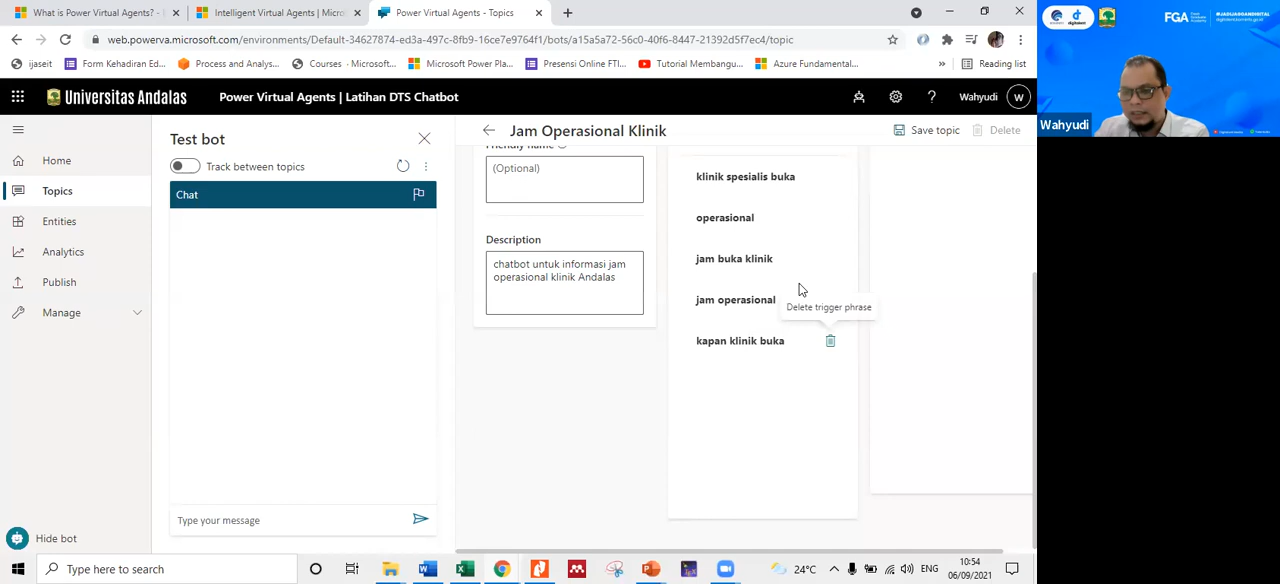 What is Power Virtual Agents? -
Intelligent Virtual Agents | Micros
Power Virtual Agents - Topics
web.powerva.microsoft.com/environments/Default-34627874-ed3a-497c-8fb9-16ce7e9764f1/bots/a15a5a72-56c0-40f6-8447-21392d5f7ec4/topic
ijaseit
Form Kehadiran Ed...
Process and Analys...
Courses - Microsoft...
Microsoft Power Pla...
Presensi Online FTI...
Tutorial Membangu...
Azure Fundamental...
»
Reading list
Universitas Andalas
Power Virtual Agents | Latihan DTS Chatbot
?
Wahyudi
W
Home
Topics
Entities
Analytics
Publish
Manage
Hide bot
Test bot
Track between topics
Chat
Type your message
Jam Operasional Klinik
Save topic
Delete
Friendly name
(Optional)
Description
chatbot untuk informasi jam
operasional klinik Andalas
klinik spesialis buka
operasional
jam buka klinik
jam operasional
Delete trigger phrase
kapan klinik buka
FGA
Wahyudi
Type here to search
24°C
ENG
10:54
06/09/2021